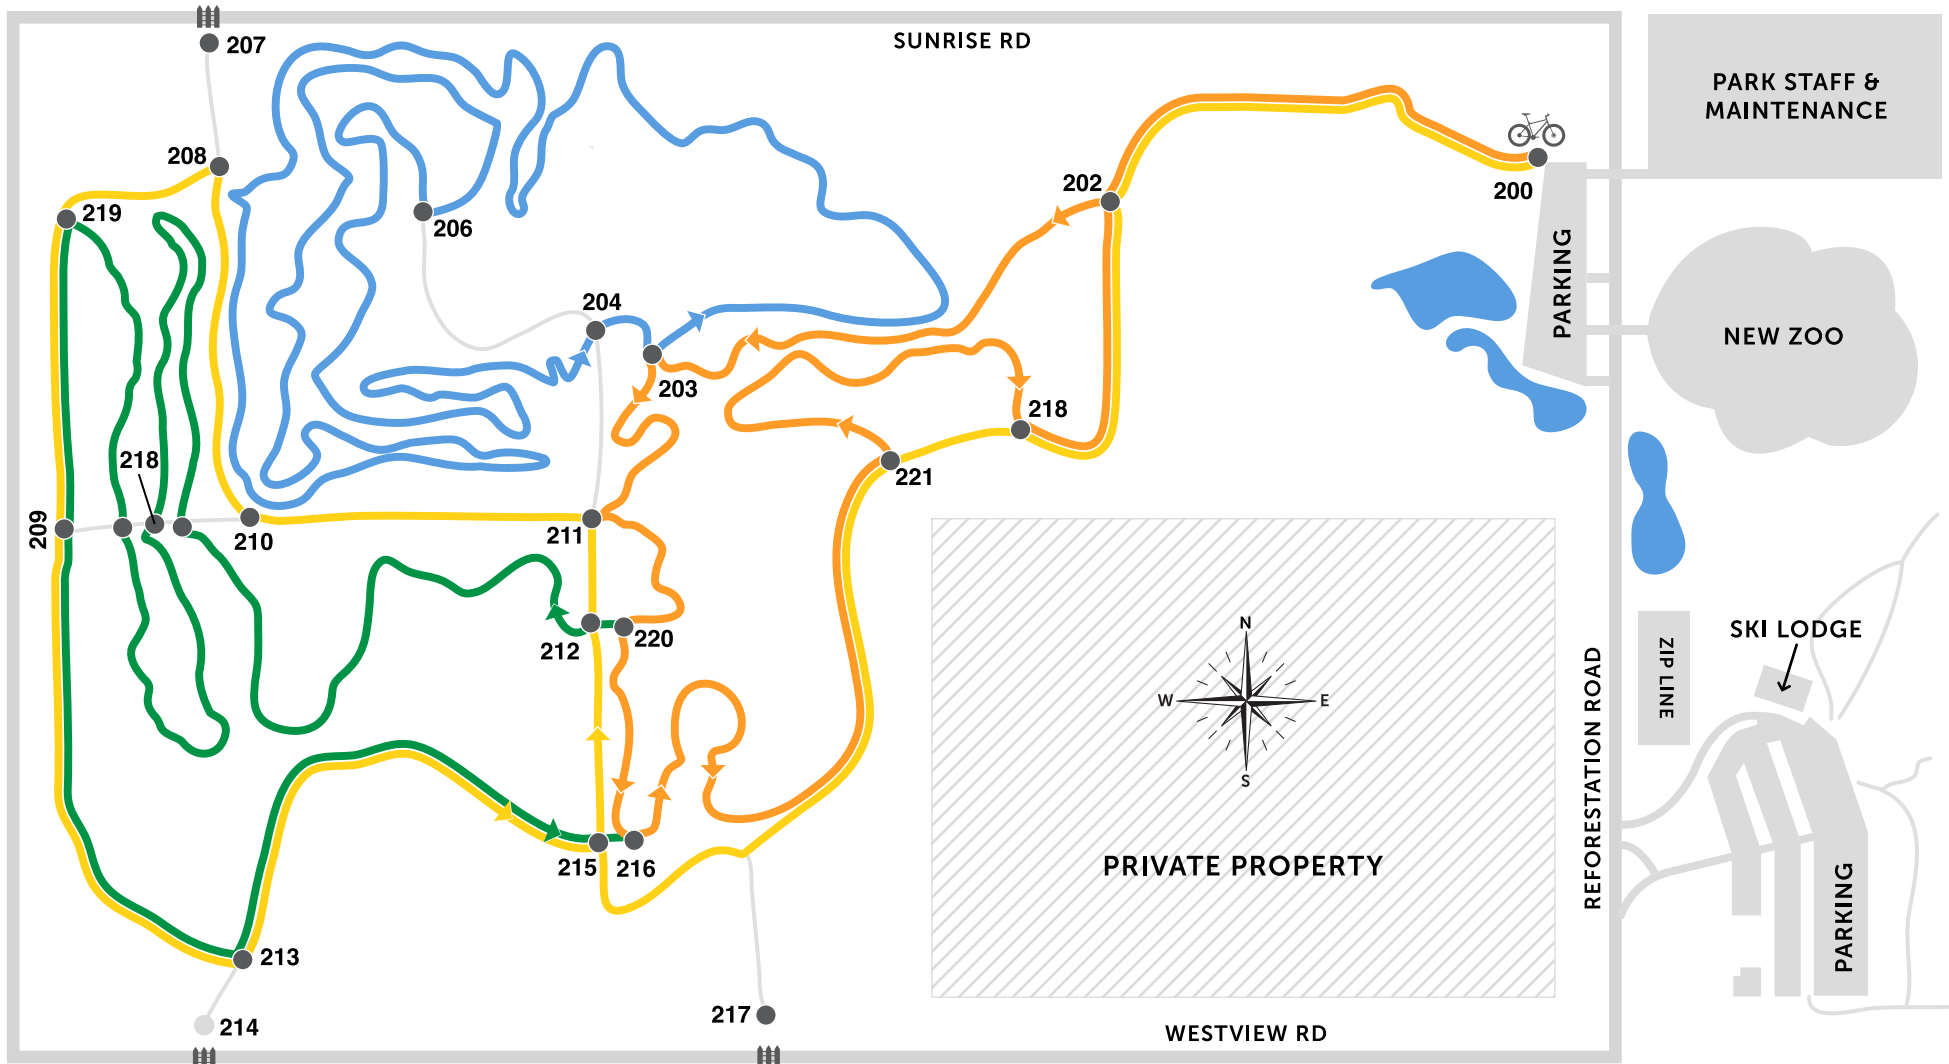 207
SUNRISE RD
PARK STAFF &
MAINTENANCE
208
202
200
219
206
PARKING
204
NEW ZOO
203
218
218
221
209
210
211
N
W
E
S
212
220
SKI LODGE
ZIP LINE
REFORESTATION ROAD
215
216
PRIVATE PROPERTY
PARKING
213
214
217
WESTVIEW RD